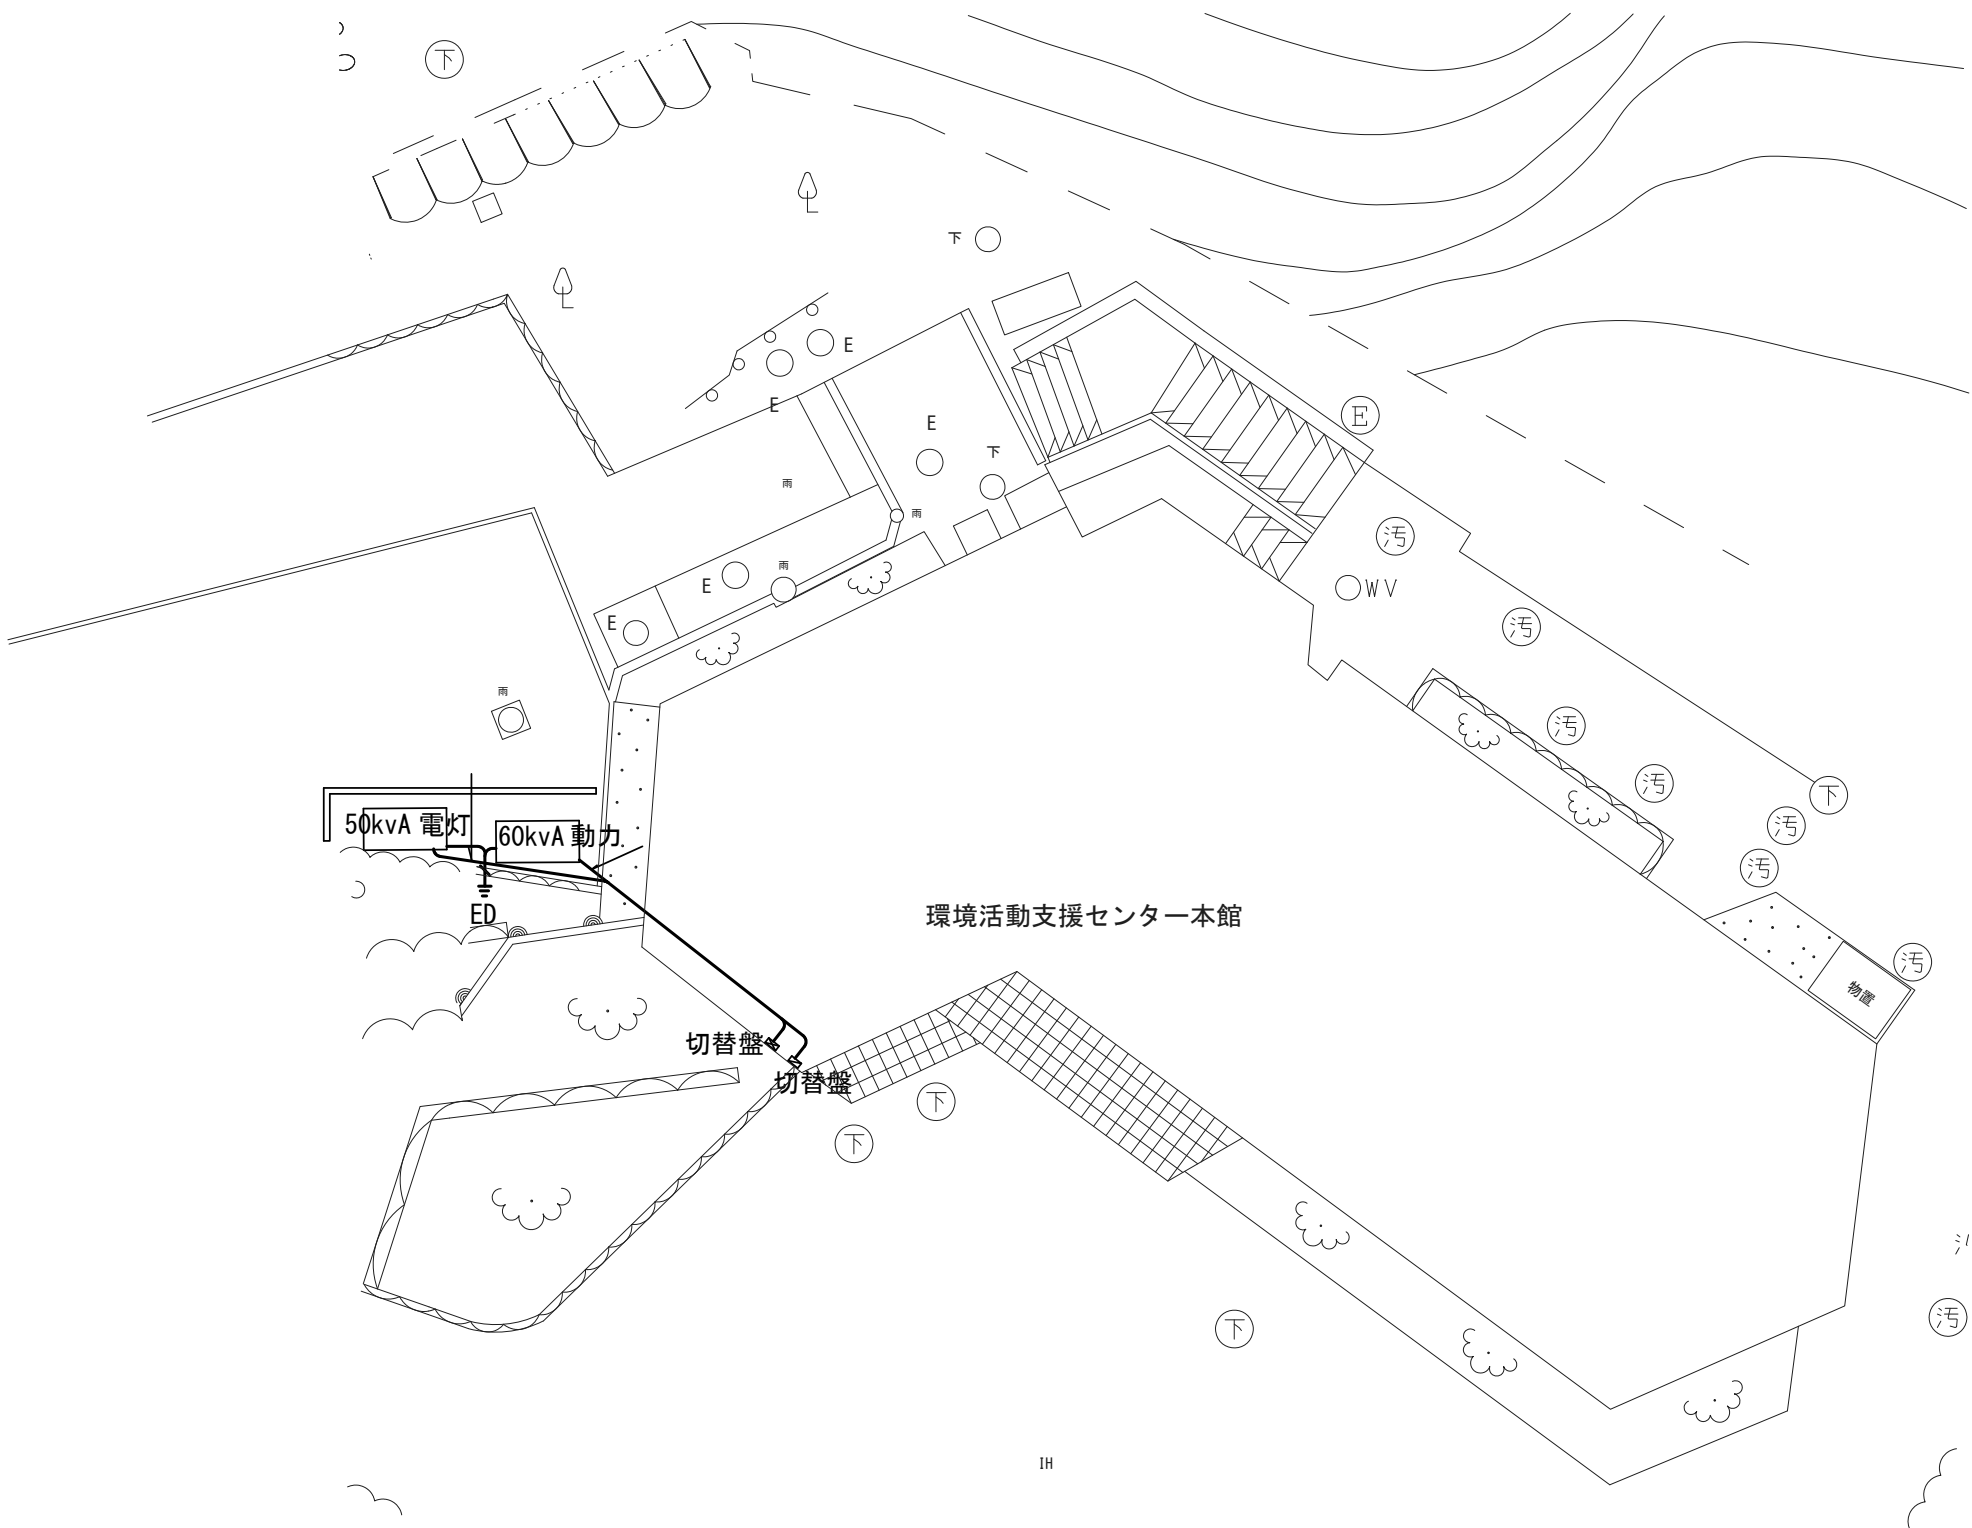 下
下
E
E
E
下
E
雨
雨
汚
雨
E
WV
E
汚
雨
汚
汚
下
50kvA 電灯
60kvA 動力
汚
汚
ED
環境活動支援センター本館
汚
物置
切替盤
切替盤
下
下
汚
下
IH